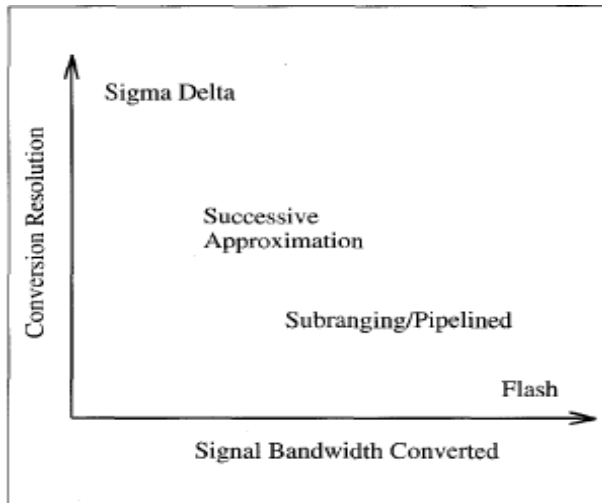 Sigma Delta
Successive
Approximation
Subranging/Pipelined
Flash
Conversion Resolution
Signal Bandwidth Converted